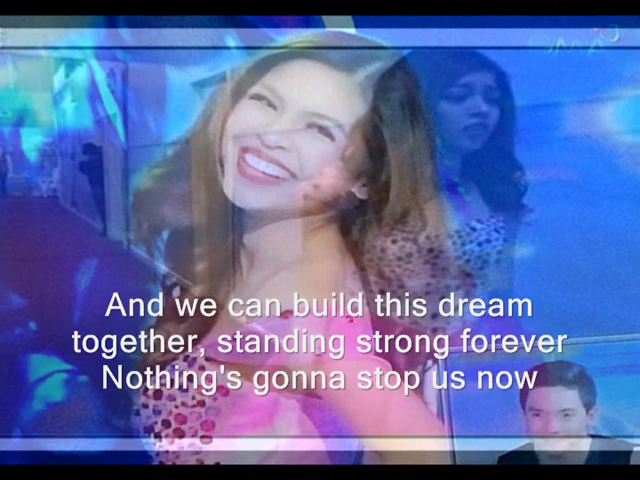 And we can build this dream
together, standing strong forever
Nothing's gonna stop us now